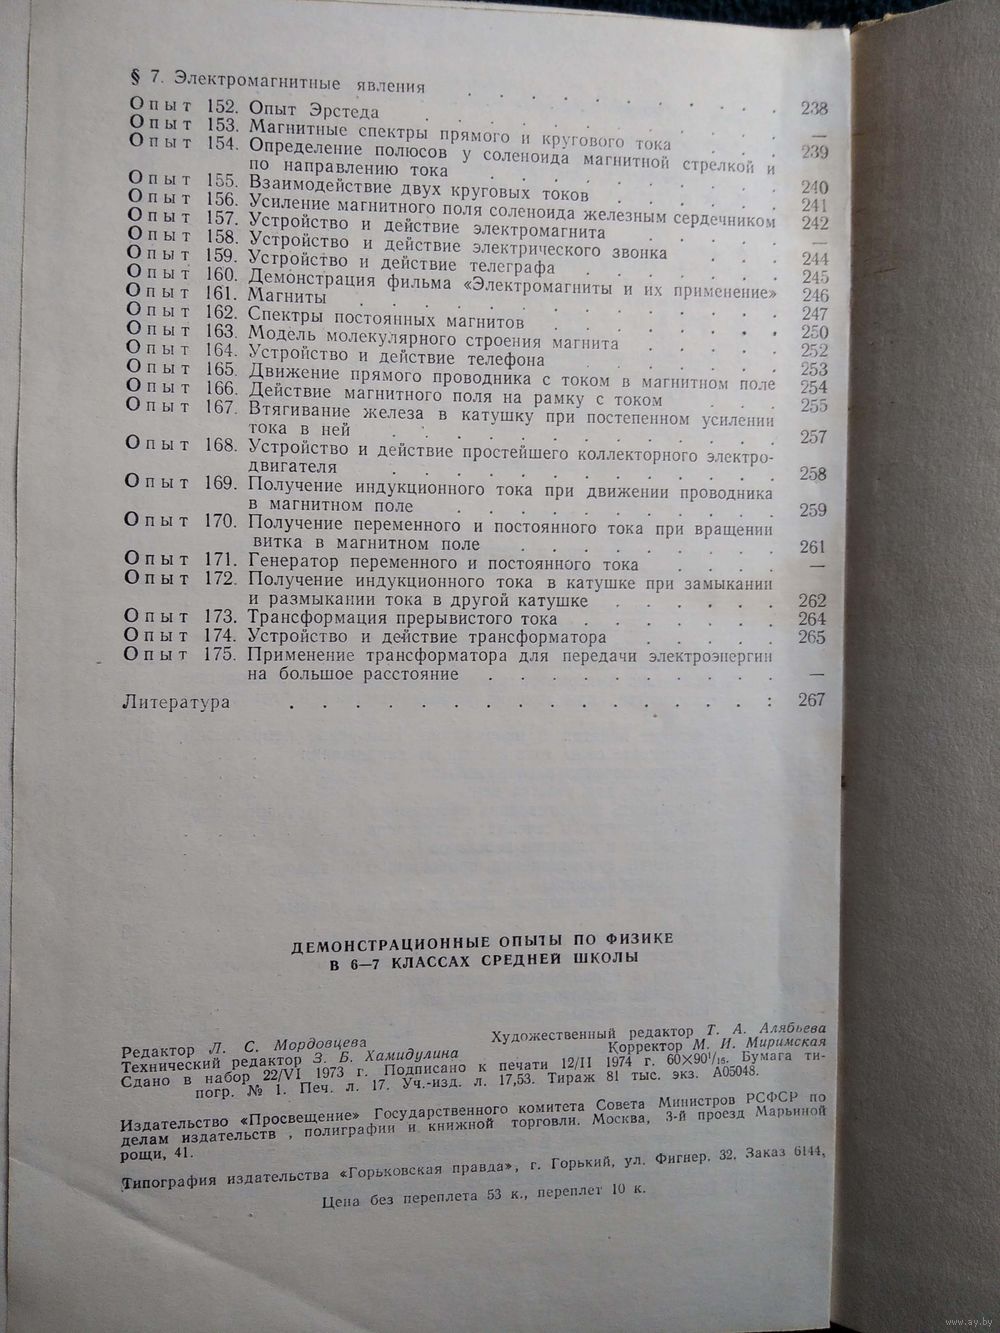 § 7. Электромагнитные явления . . . . . . . . . . 238
Опыт 152. Опыт Эрстеда . . . . . . . . . . —
Опыт 153. Магнитные спектры прямого и кругового тока . . . 239
Опыт 154. Определение полюсов у соленоида магнитной стрелкой и
по направлению тока . . . . . . . . . 240
Опыт 155. Взаимодействие двух круговых токов . . . . . 241
Опыт 156. Усиление магнитного поля соленоида железным сердечником 242
Опыт 157. Устройство и действие электромагнита . . . . —
Опыт 158. Устройство и действие электрического звонка . . . 244
Опыт 159. Устройство и действие телеграфа . . . . . . 245
Опыт 160. Демонстрация фильма «Электромагниты и их применение» 246
Опыт 161. Магниты . . . . . . . . . . . . 247
Опыт 162. Спектры постоянных магнитов . . . . . . . 250
Опыт 163. Модель молекулярного строения магнита . . . . 252
Опыт 164. Устройство и действие телефона . . . . . . 253
Опыт 165. Движение прямого проводника с током в магнитном поле 254
Опыт 166. Действие магнитного поля на рамку с током . . . 255
Опыт 167. Втягивание железа в катушку при постепенном усилении
тока в ней . . . . . . . . . . . 257
Опыт 168. Устройство и действие простейшего коллекторного электро-
двигателя . . . . . . . . . . . . 258
Опыт 169. Получение индукционного тока при движении проводника
в магнитном поле . . . . . . . . . . 259
Опыт 170. Получение переменного и постоянного тока при вращении
витка в магнитном поле . . . . . . . . 261
Опыт 171. Генератор переменного и постоянного тока . . . . —
Опыт 172. Получение индукционного тока в катушке при замыкании
и размыкании тока в другой катушке . . . . . . 262
Опыт 173. Трансформация прерывистого тока . . . . . . 264
Опыт 174. Устройство и действие трансформатора . . . . . 265
Опыт 175. Применение трансформатора для передачи электроэнергии
на большое расстояние . . . . . . . . . —
Литература . . . . . . . . . . . . . . . : 267
ДЕМОНСТРАЦИОННЫЕ ОПЫТЫ ПО ФИЗИКЕ
В 6—7 КЛАССАХ СРЕДНЕЙ ШКОЛЫ
Редактор Л. С. Мордовцева Художественный редактор Т. А. Алябьева
Технический редактор З. Б. Хамидулина Корректор М. И. Миримская
Сдано в набор 22/VI 1973 г. Подписано к печати 12/II 1974 г. 60×90¹/₁₆. Бумага ти-
погр. № 1. Печ. л. 17. Уч.-изд. л. 17,53. Тираж 81 тыс. экз. А05048.
Издательство «Просвещение» Государственного комитета Совета Министров РСФСР по
делам издательств, полиграфии и книжной торговли. Москва, 3-й проезд Марьиной
рощи, 41.
Типография издательства «Горьковская правда», г. Горький, ул. Фигнер, 32. Заказ 6144,
Цена без переплета 53 к., переплет 10 к.
www.ay.by